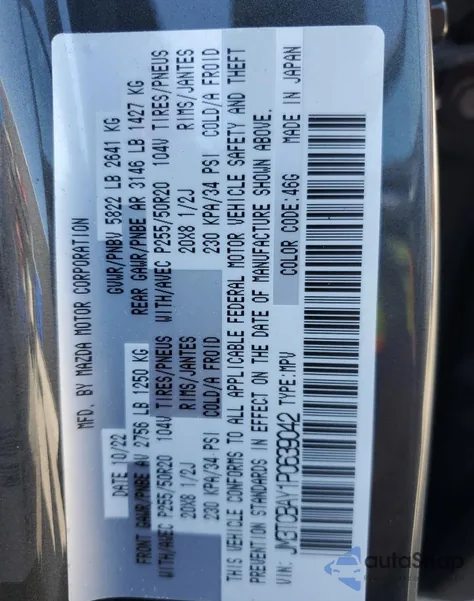 MFD. BY MAZDA MOTOR CORPORATION
DATE 10/22 GVWR/PNBV 5822 LB 2641 KG
FRONT GAWR/PNBE AV 2756 LB 1250 KG REAR GAWR/PNBE AR 3146 LB 1427 KG
WITH/AVEC P255/50R20 104V TIRES/PNEUS WITH/AVEC P255/50R20 104V TIRES/PNEUS
20X8 1/2J RIMS/JANTES 20X8 1/2J RIMS/JANTES
230 KPA/34 PSI COLD/A FROID 230 KPA/34 PSI COLD/A FROID
THIS VEHICLE CONFORMS TO ALL APPLICABLE FEDERAL MOTOR VEHICLE SAFETY AND THEFT
PREVENTION STANDARDS IN EFFECT ON THE DATE OF MANUFACTURE SHOWN ABOVE.
COLOR CODE:46G MADE IN JAPAN
VIN: JM3TCBAY1P0639042 TYPE:MPV
autoSnap